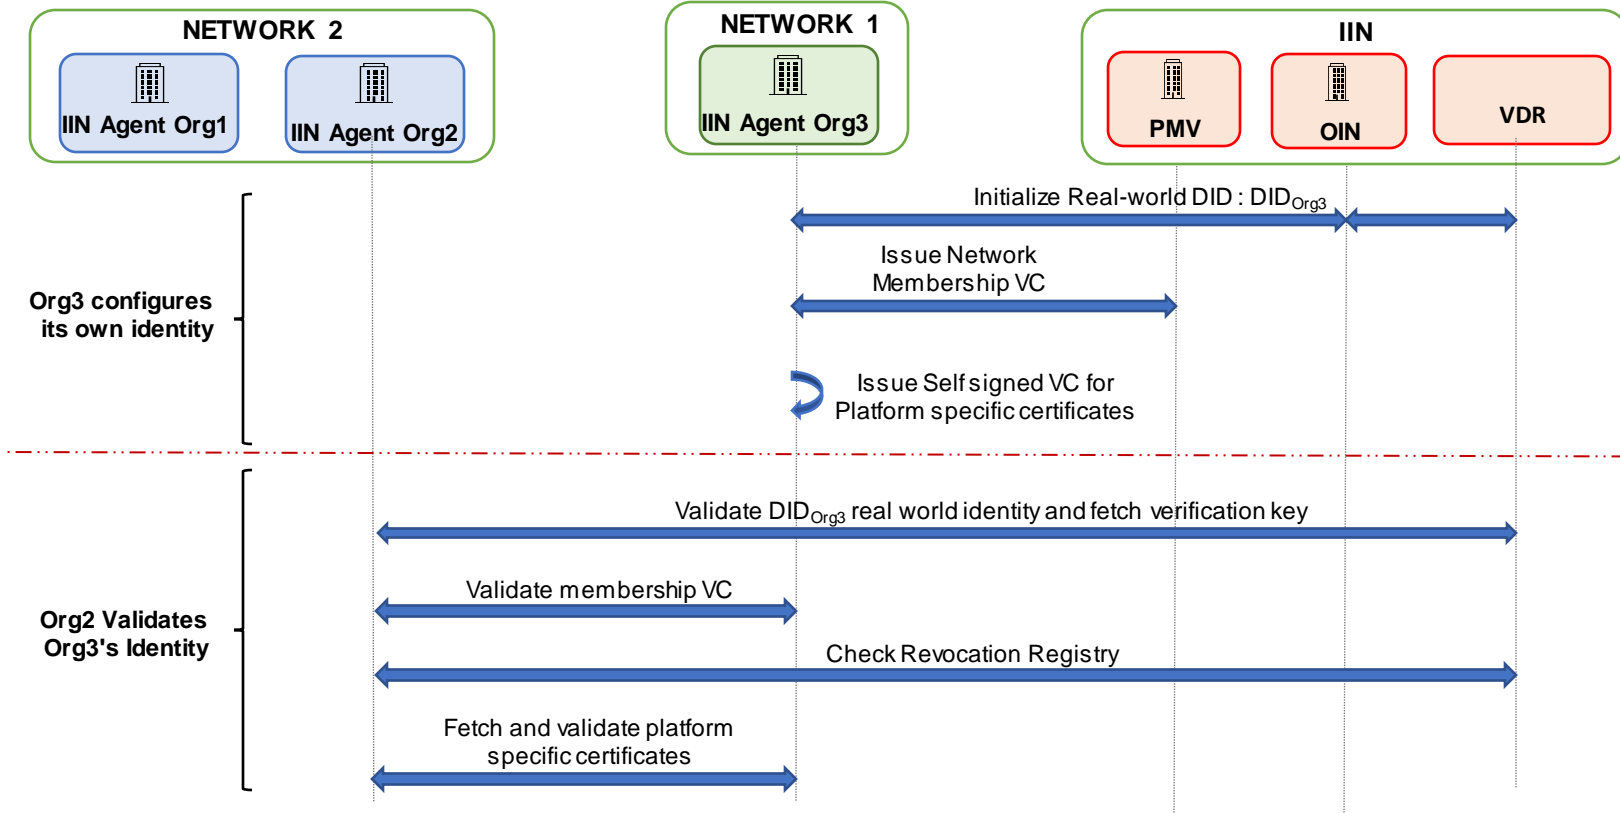 NETWORK 2
NETWORK 1
IIN
IIN Agent Org1
IIN Agent Org2
IIN Agent Org3
PMV
OIN
VDR
Initialize Real-world DID : DIDOrg3
Issue Network
Membership VC
Org3 configures
its own identity
Issue Self signed VC for
Platform specific certificates
Validate DIDOrg3 real world identity and fetch verification key
Validate membership VC
Org2 Validates
Org3's Identity
Check Revocation Registry
Fetch and validate platform
specific certificates